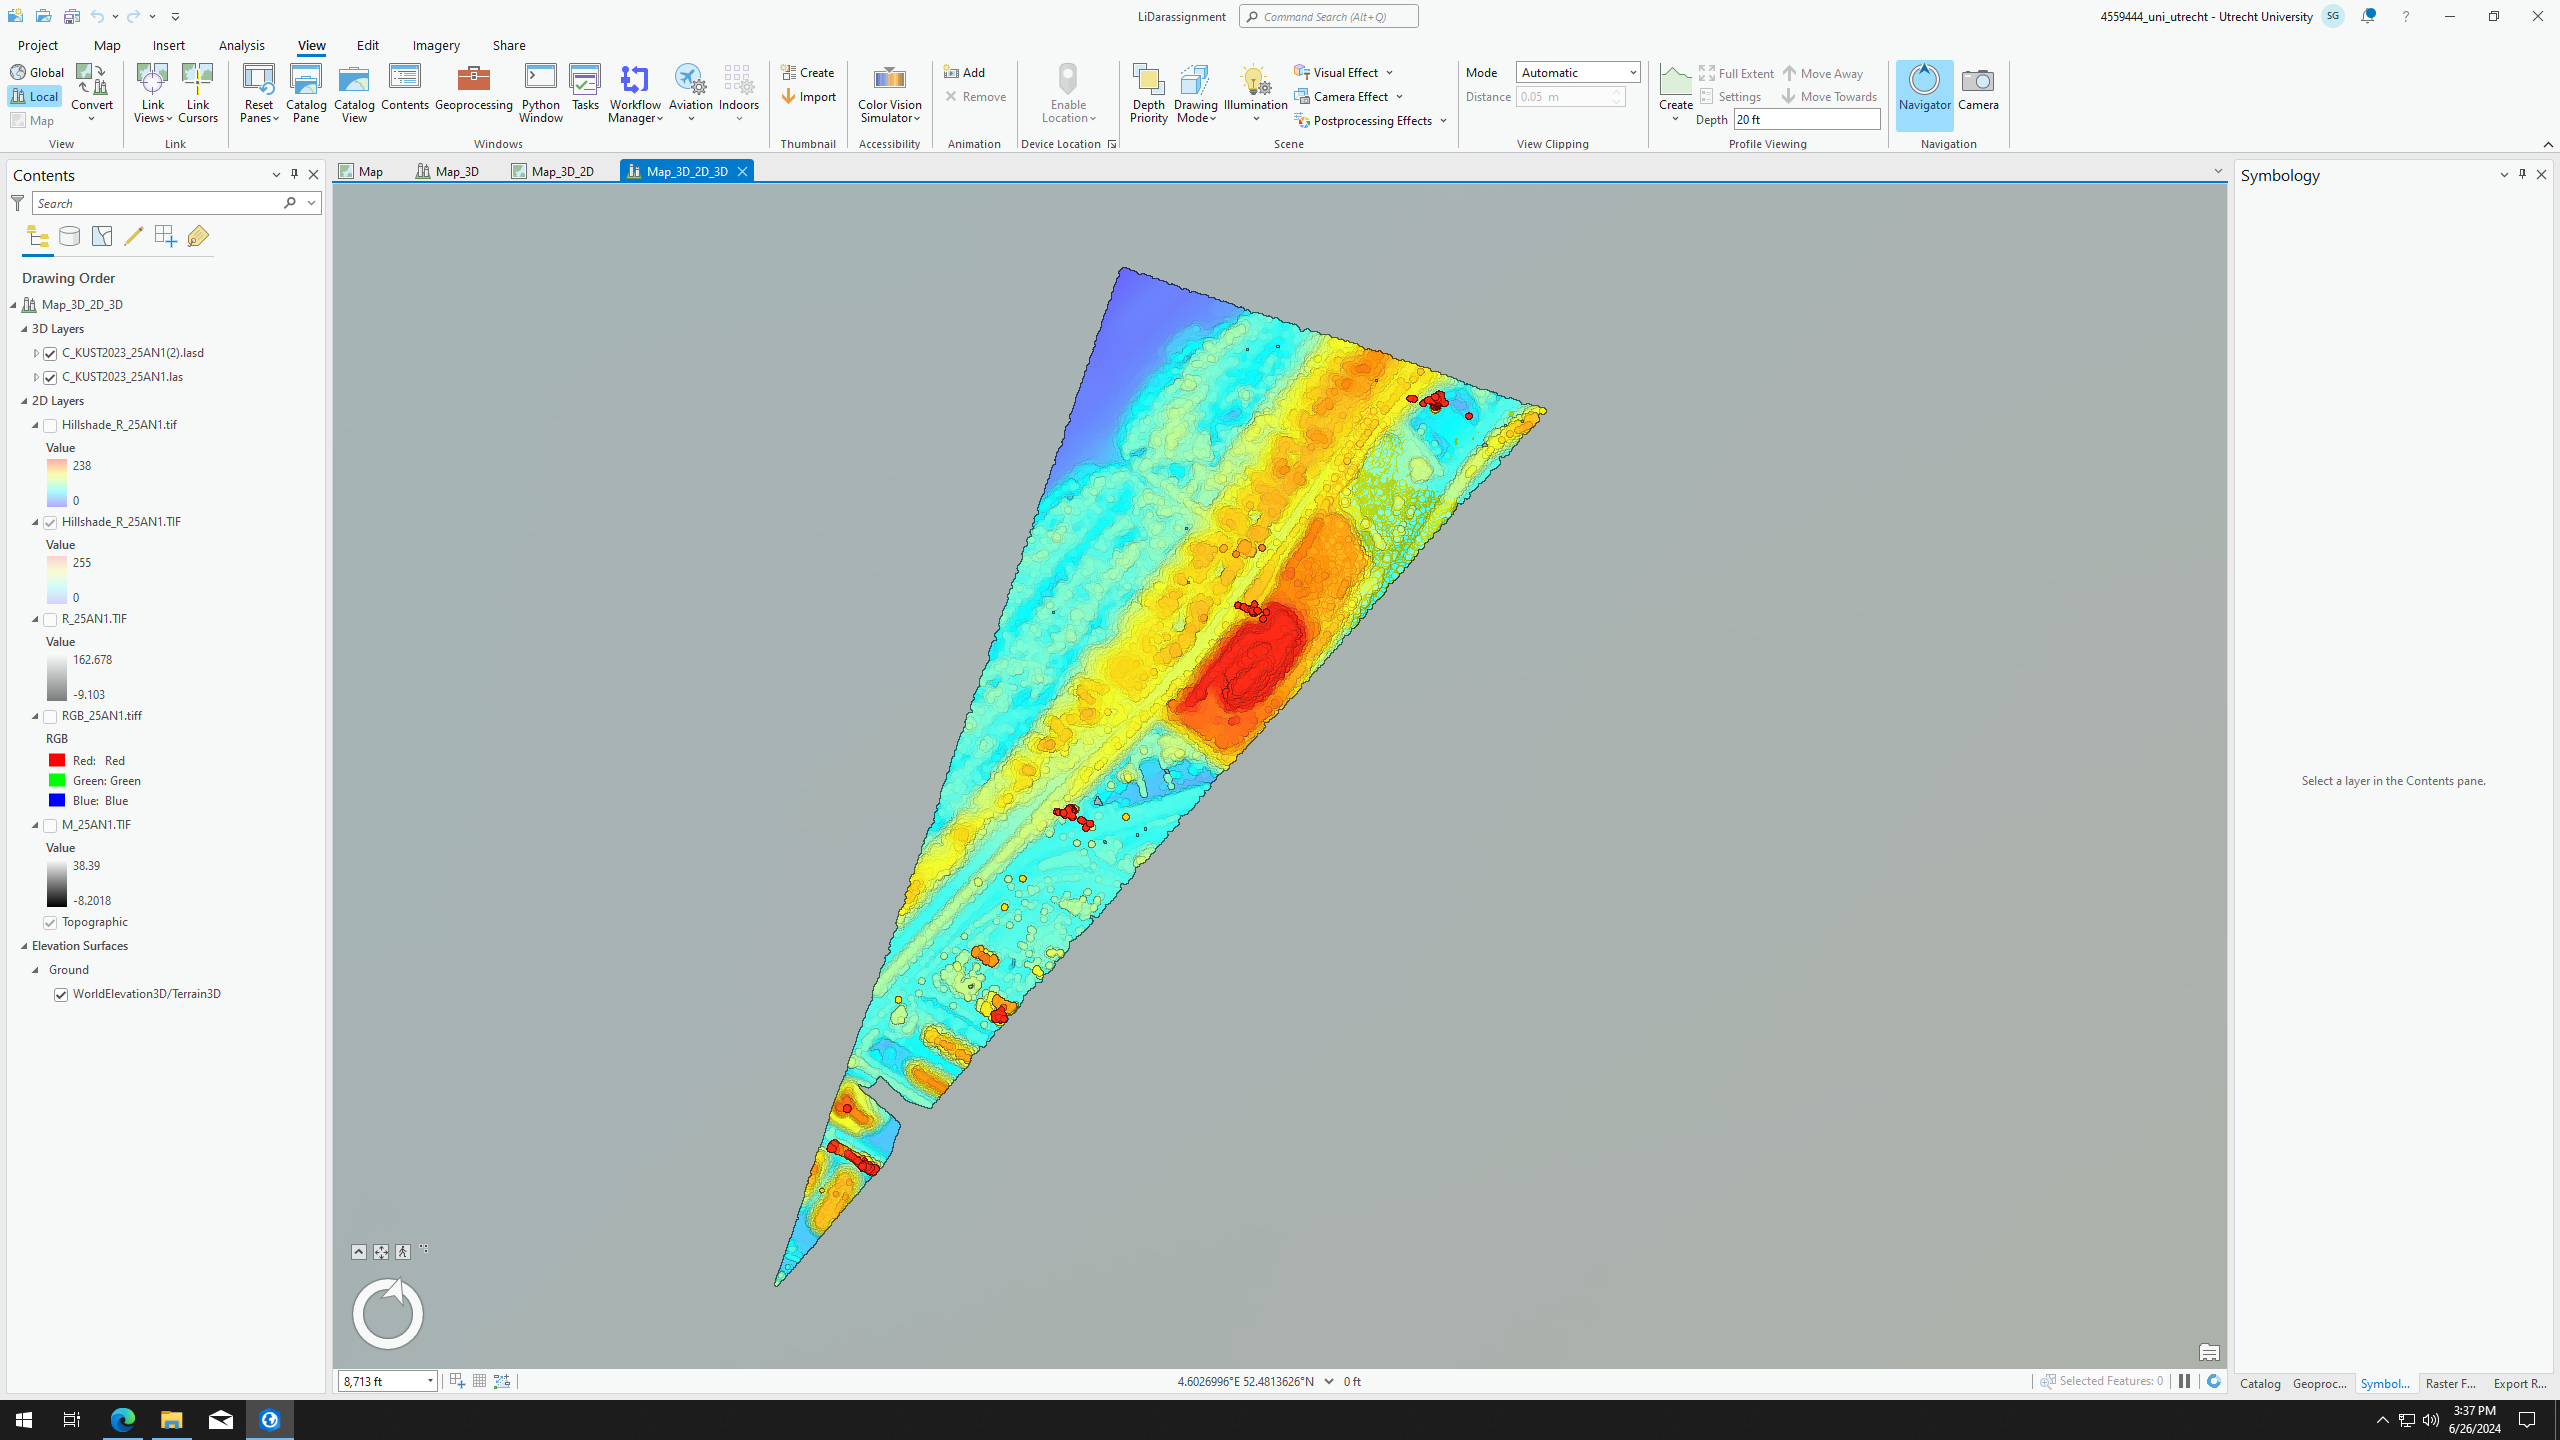 LiDarassignment
Command Search (Alt+Q)
4559444_uni_utrecht - Utrecht University
SG
Project
Map
Insert
Analysis
View
Edit
Imagery
Share
Global
Local
Map
Convert
View
Link Views
Link Cursors
Link
Reset Panes
Catalog Pane
Catalog View
Contents
Geoprocessing
Python Window
Tasks
Workflow Manager
Aviation
Indoors
Windows
Create
Import
Thumbnail
Color Vision Simulator
Accessibility
Add
Remove
Animation
Enable Location
Device Location
Depth Priority
Drawing Mode
Illumination
Visual Effect
Camera Effect
Postprocessing Effects
Scene
Mode Automatic
Distance 0.05 m
View Clipping
Create
Full Extent
Move Away
Settings
Move Towards
Depth 20 ft
Profile Viewing
Navigator
Camera
Navigation
Contents
Search
Drawing Order
Map_3D_2D_3D
3D Layers
C_KUST2023_25AN1(2).lasd
C_KUST2023_25AN1.las
2D Layers
Hillshade_R_25AN1.tif
Value
238
0
Hillshade_R_25AN1.TIF
Value
255
0
R_25AN1.TIF
Value
162.678
-9.103
RGB_25AN1.tiff
RGB
Red: Red
Green: Green
Blue: Blue
M_25AN1.TIF
Value
38.39
-8.2018
Topographic
Elevation Surfaces
Ground
WorldElevation3D/Terrain3D
Map
Map_3D
Map_3D_2D
Map_3D_2D_3D
8,713 ft
4.6026996°E 52.4813626°N
0 ft
Selected Features: 0
Symbology
Select a layer in the Contents pane.
Catalog
Geoproc...
Symbol...
Raster F...
Export R...
3:37 PM
6/26/2024